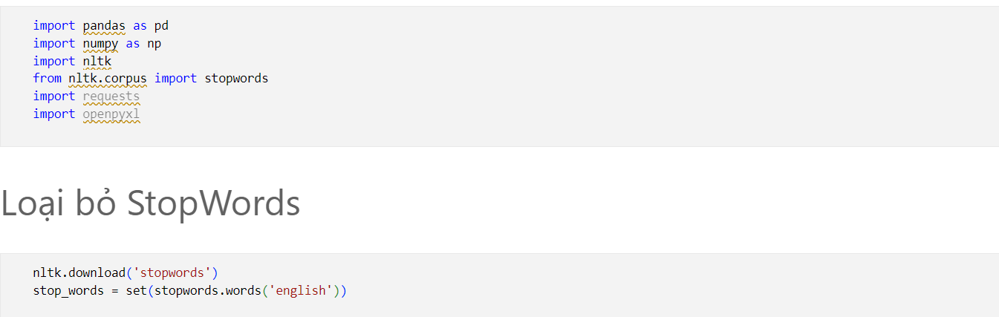 import pandas as pd
import numpy as np
import nltk
from nltk.corpus import stopwords
import requests
import openpyxl
Loại bỏ StopWords
nltk.download('stopwords')
stop_words = set(stopwords.words('english'))